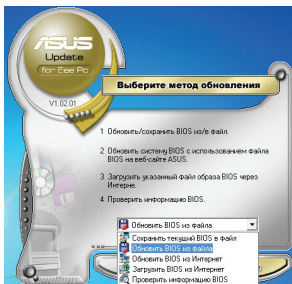 ASUS
Update
for Eee Pc
V1.02.01
Выберите метод обновления
1 Обновить/сохранить BIOS из/в файл.
2 Обновить систему BIOS с использованием файла
BIOS на веб-сайте ASUS.
3 Загрузить указанный файл образа BIOS через
Интерне.
4 Проверить информацию BIOS.
Обновить BIOS из файла
Сохранить текущий BIOS в файл
Обновить BIOS из файла
Обновить BIOS из Интернет
Загрузить BIOS из Интернет
Проверить информацию BIOS